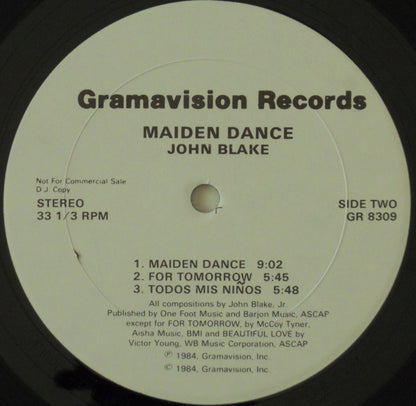 Gramavision Records
MAIDEN DANCE
JOHN BLAKE
Not For Commercial Sale
D.J. Copy
STEREO
33 1/3 RPM
SIDE TWO
GR 8309
1. MAIDEN DANCE 9:02
2. FOR TOMORROW 5:45
3. TODOS MIS NIÑOS 5:48
All compositions by John Blake, Jr.
Published by One Foot Music and Barjon Music, ASCAP
except for FOR TOMORROW, by McCoy Tyner,
Aisha Music, BMI and BEAUTIFUL LOVE by
Victor Young, WB Music Corporation, ASCAP
℗ 1984, Gramavision, Inc.
© 1984, Gramavision, Inc.